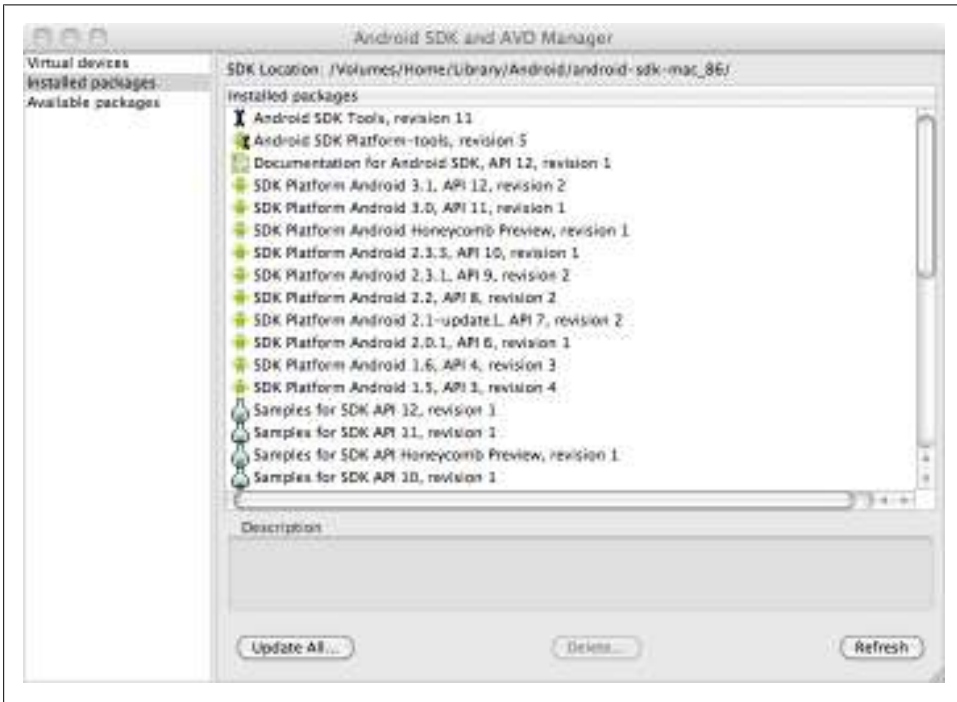 Android SDK and AVD Manager
Virtual devices
Installed packages
Available packages
SDK Location: /Volumes/Home/Library/Android/android-sdk-mac_86/
Installed packages
Android SDK Tools, revision 11
Android SDK Platform-tools, revision 5
Documentation for Android SDK, API 12, revision 1
SDK Platform Android 3.1, API 12, revision 2
SDK Platform Android 3.0, API 11, revision 1
SDK Platform Android Honeycomb Preview, revision 1
SDK Platform Android 2.3.3, API 10, revision 1
SDK Platform Android 2.3.1, API 9, revision 2
SDK Platform Android 2.2, API 8, revision 2
SDK Platform Android 2.1-update1, API 7, revision 2
SDK Platform Android 2.0.1, API 6, revision 1
SDK Platform Android 1.6, API 4, revision 3
SDK Platform Android 1.5, API 3, revision 4
Samples for SDK API 12, revision 1
Samples for SDK API 11, revision 1
Samples for SDK API Honeycomb Preview, revision 1
Samples for SDK API 10, revision 1
Description
Update All...
Delete...
Refresh